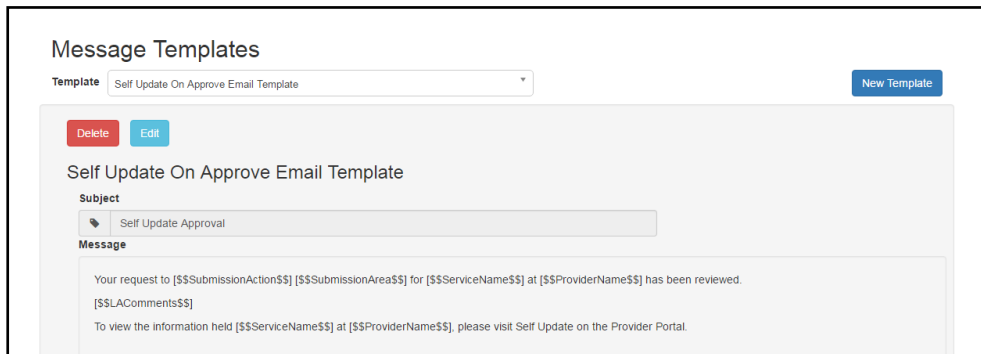 Message Templates
Template Self Update On Approve Email Template New Template
Delete Edit
Self Update On Approve Email Template
Subject
Self Update Approval
Message
Your request to [$$SubmissionAction$$] [$$SubmissionArea$$] for [$$ServiceName$$] at [$$ProviderName$$] has been reviewed.
[$$LAComments$$]
To view the information held [$$ServiceName$$] at [$$ProviderName$$], please visit Self Update on the Provider Portal.